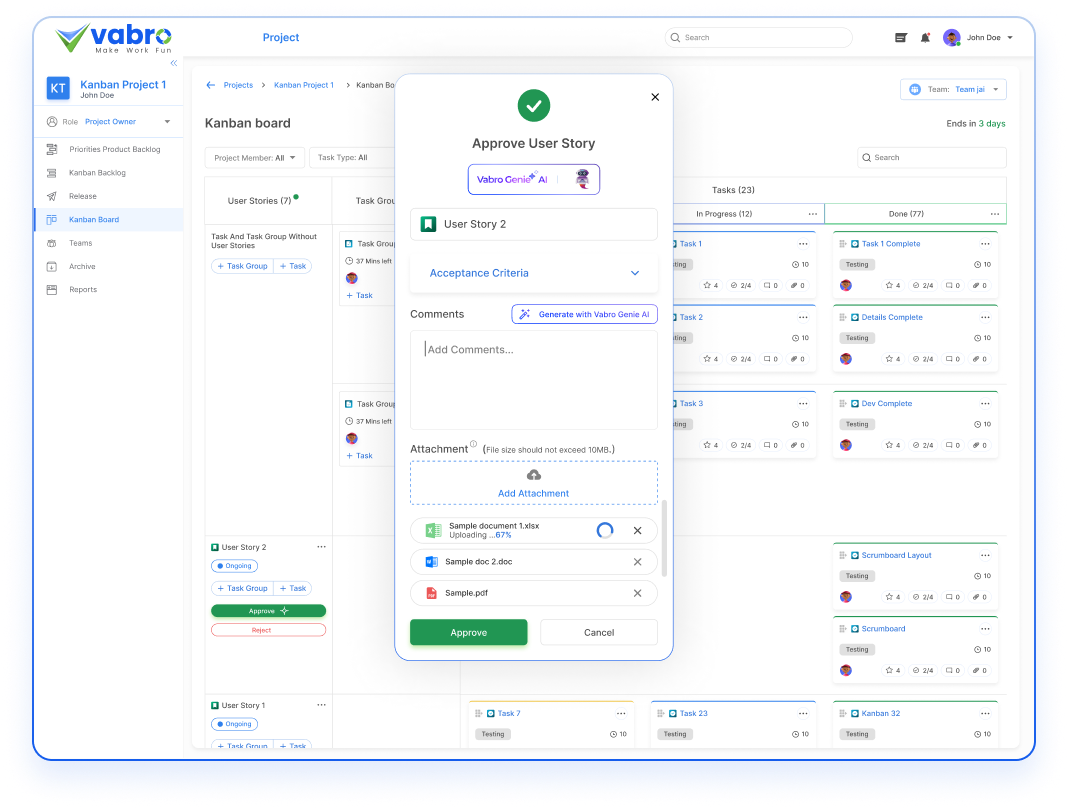 vabro
Make Work Fun
Project
Search
John Doe
KT
Kanban Project 1
John Doe
Role Project Owner
Priorities Product Backlog
Kanban Backlog
Release
Kanban Board
Teams
Archive
Reports
Projects
Kanban Project 1
Kanban Bo
Team: Team jai
Kanban board
Ends in 3 days
Project Member: All
Task Type: All
Search
User Stories (7)
Task Grou
Tasks (23)
In Progress (12)
Done (77)
Task And Task Group Without
User Stories
+ Task Group
+ Task
Task Grou
37 Mins left
+ Task
Task Grou
37 Mins left
+ Task
Task 1
ting
10
4
2/4
0
0
Task 2
ting
10
4
2/4
0
0
Task 3
ting
10
4
2/4
0
0
Task 1 Complete
Testing
10
4
2/4
0
0
Details Complete
Testing
10
4
2/4
0
0
Dev Complete
Testing
10
4
2/4
0
0
User Story 2
Ongoing
+ Task Group
+ Task
Approve
Reject
Scrumboard Layout
Testing
10
4
2/4
0
0
Scrumboard
Testing
10
4
2/4
0
0
User Story 1
Ongoing
+ Task Group
+ Task
Task 7
Testing
10
Task 23
Testing
10
Kanban 32
Testing
10
Approve User Story
Vabro Genie AI
User Story 2
Acceptance Criteria
Comments
Generate with Vabro Genie AI
Add Comments...
Attachment (File size should not exceed 10MB.)
Add Attachment
Sample document 1.xlsx
Uploading ...67%
Sample doc 2.doc
Sample.pdf
Approve
Cancel